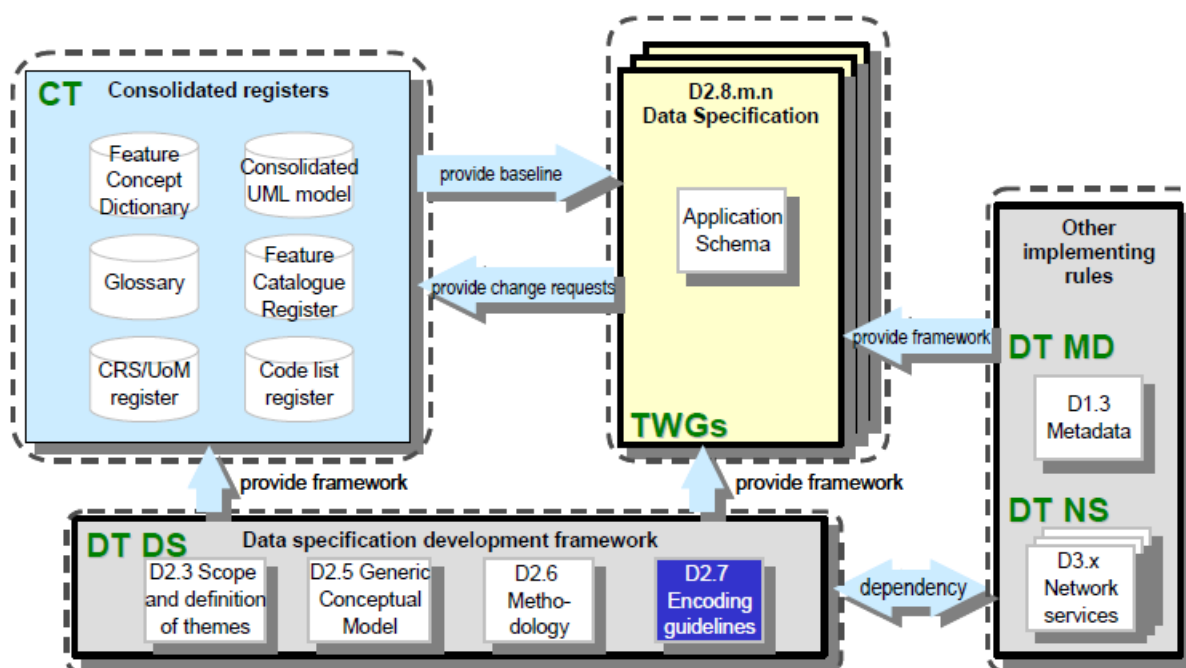 CT Consolidated registers
Feature
Concept
Dictionary
Consolidated
UML model
Glossary
Feature
Catalogue
Register
CRS/UoM
register
Code list
register
provide baseline
provide change requests
D2.8.m.n
Data Specification
Application
Schema
TWGs
provide framework
Other
implementing
rules
DT MD
D1.3
Metadata
DT NS
D3.x
Network
services
provide framework
provide framework
DT DS Data specification development framework
D2.3 Scope
and definition
of themes
D2.5 Generic
Conceptual
Model
D2.6
Metho-
dology
D2.7
Encoding
guidelines
dependency